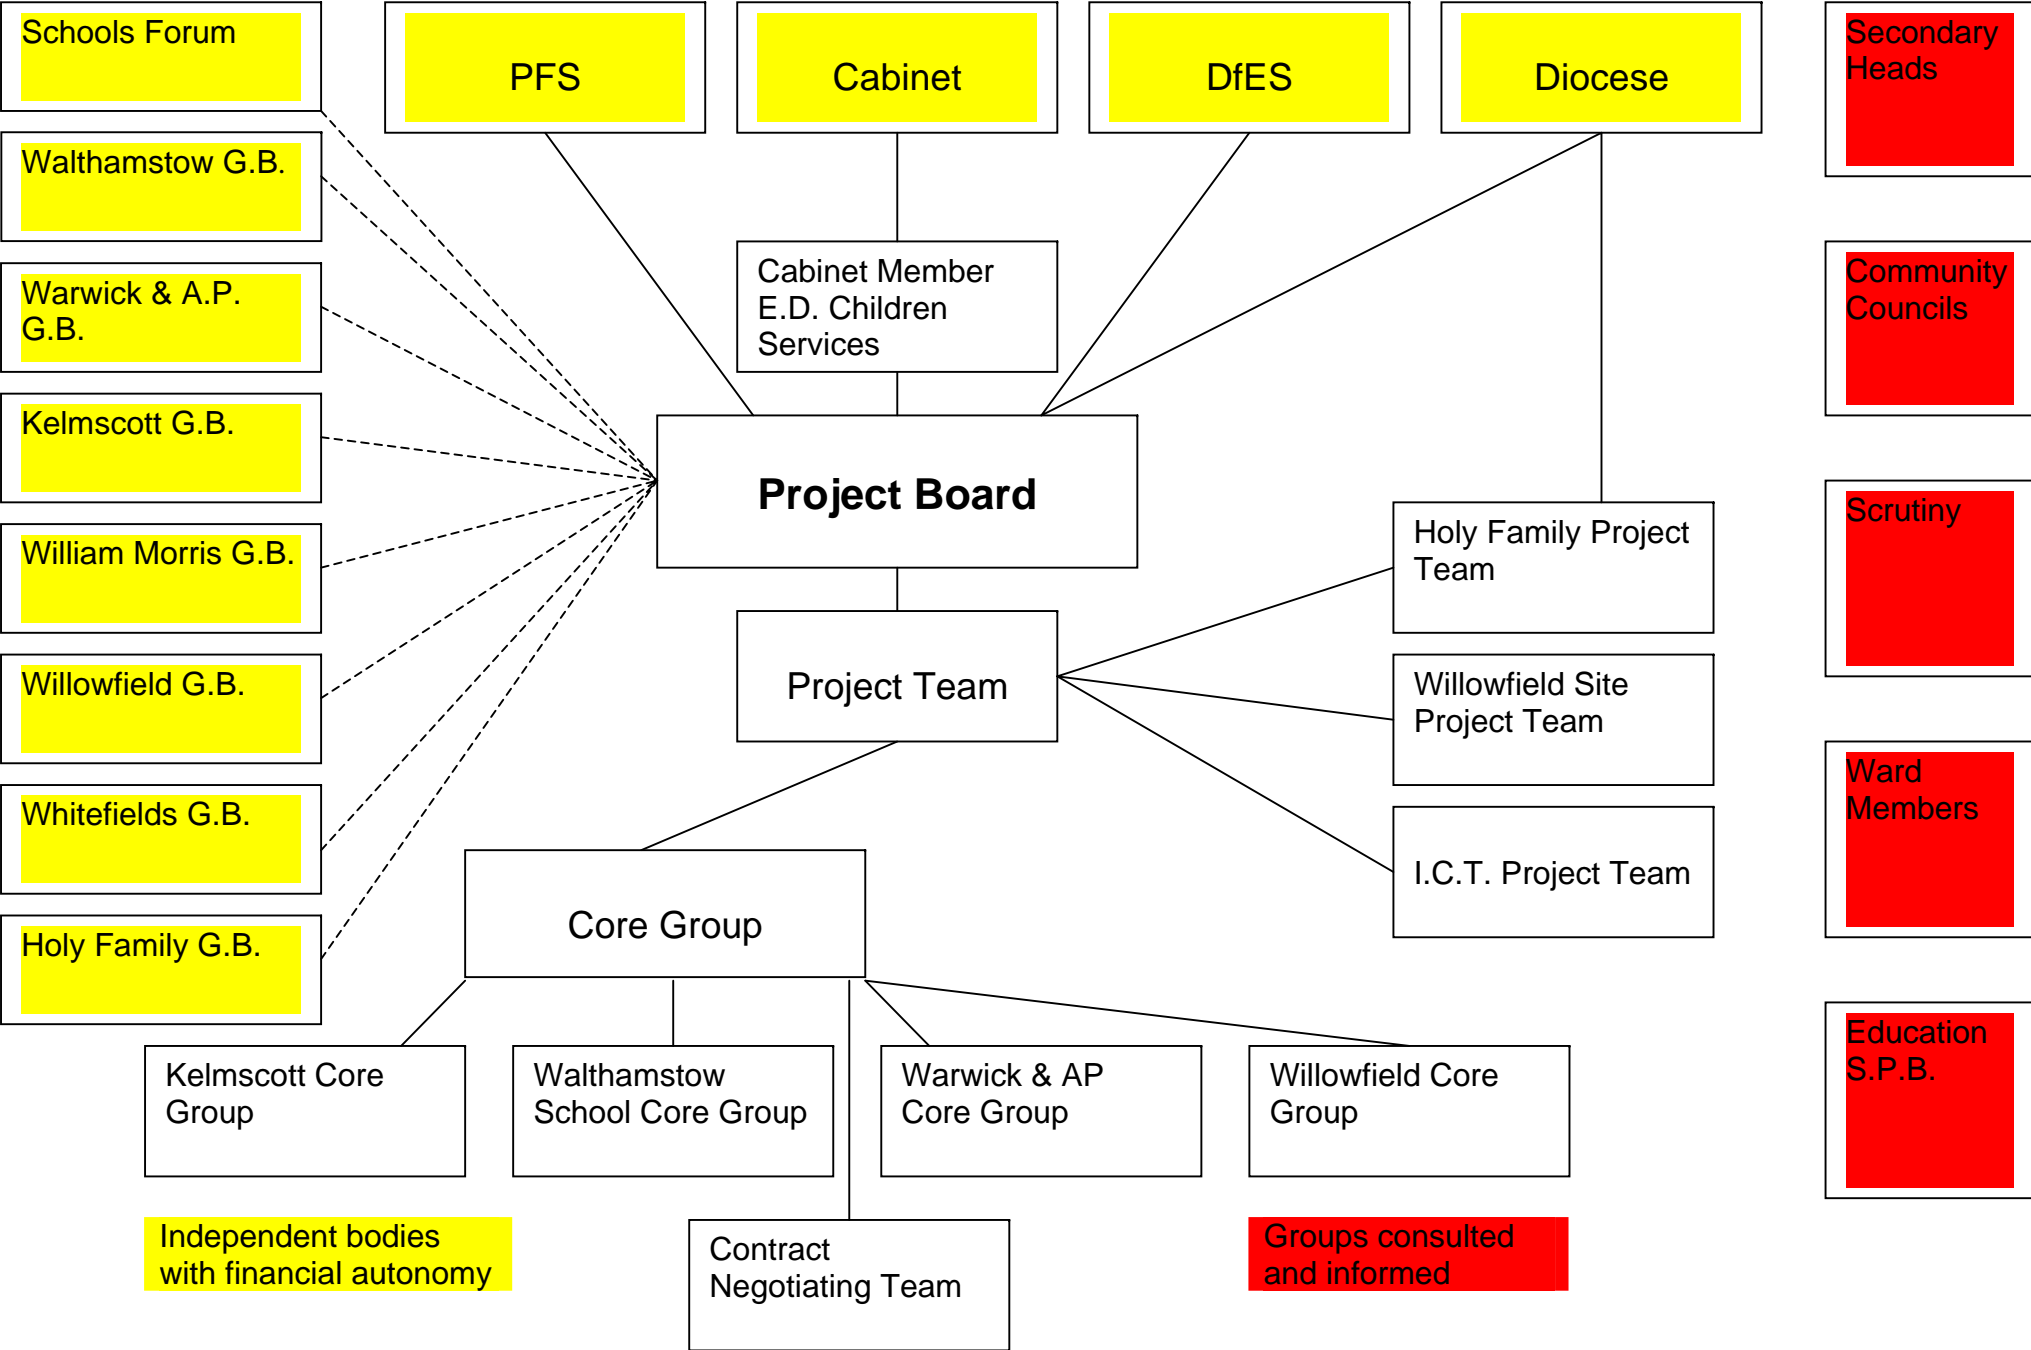 Schools Forum
PFS
Cabinet
DfES
Diocese
Secondary
Heads
Walthamstow G.B.
Warwick & A.P.
G.B.
Cabinet Member
E.D. Children
Services
Community
Councils
Kelmscott G.B.
Project Board
Scrutiny
William Morris G.B.
Holy Family Project
Team
Willowfield G.B.
Project Team
Willowfield Site
Project Team
Ward
Members
Whitefields G.B.
I.C.T. Project Team
Holy Family G.B.
Core Group
Education
S.P.B.
Kelmscott Core
Group
Walthamstow
School Core Group
Warwick & AP
Core Group
Willowfield Core
Group
Independent bodies
with financial autonomy
Contract
Negotiating Team
Groups consulted
and informed